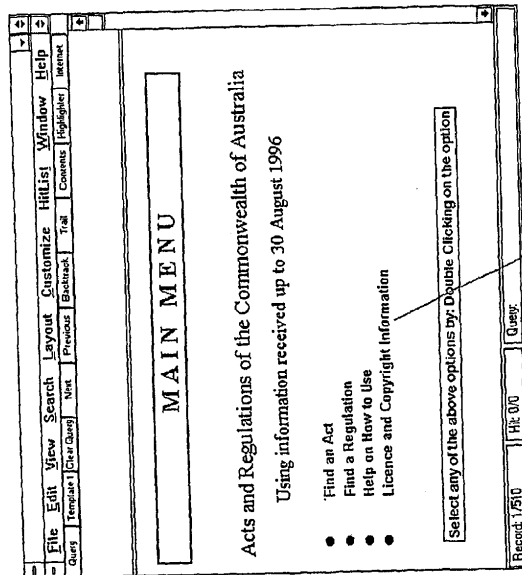 File Edit View Search Layout Customize HitList Window Help
Query Template 1 Clear Query Next Previous Backtrack Trail Contents Highlighter Internet
MAIN MENU
Acts and Regulations of the Commonwealth of Australia
Using information received up to 30 August 1996
Find an Act
Find a Regulation
Help on How to Use
Licence and Copyright Information
Select any of the above options by: Double Clicking on the option
Record: 1/510 Hit: 0/0 Query: